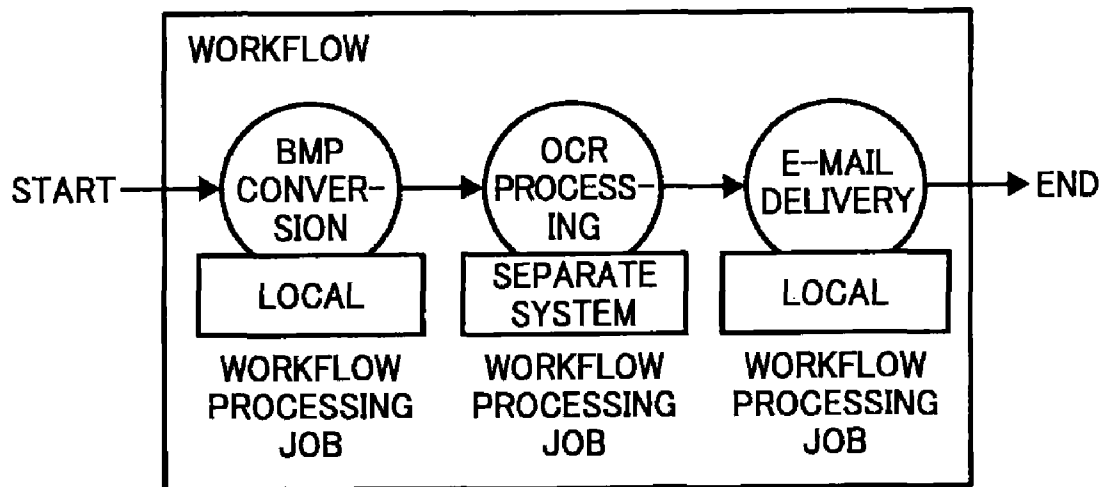 WORKFLOW
START
BMP
CONVER-
SION
LOCAL
WORKFLOW
PROCESSING
JOB
OCR
PROCESS-
ING
SEPARATE
SYSTEM
WORKFLOW
PROCESSING
JOB
E-MAIL
DELIVERY
LOCAL
WORKFLOW
PROCESSING
JOB
END